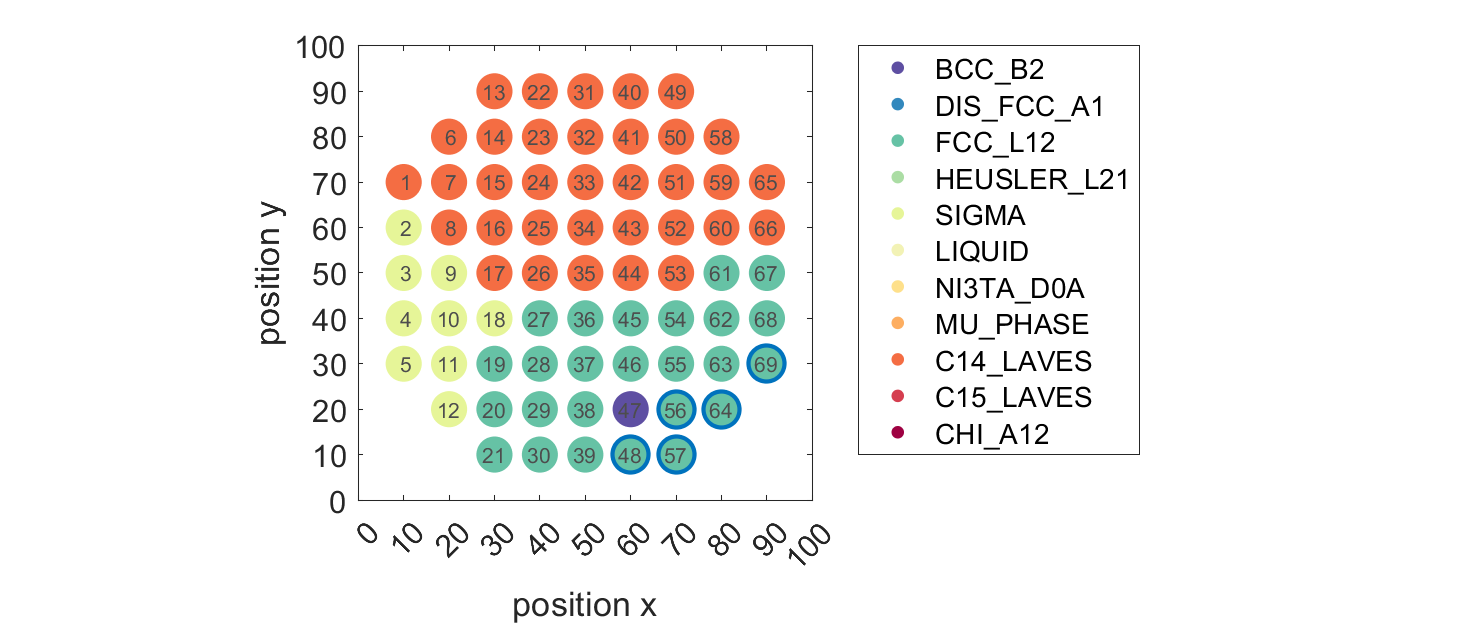 100
90 13 22 31 40 49
80 6 14 23 32 41 50 58
70 1 7 15 24 33 42 51 59 65
60 2 8 16 25 34 43 52 60 66
50 3 9 17 26 35 44 53 61 67
40 4 10 18 27 36 45 54 62 68
30 5 11 19 28 37 46 55 63 69
20 12 20 29 38 47 56 64
10 21 30 39 48 57
0
position y
0 10 20 30 40 50 60 70 80 90 100
position x
BCC_B2
DIS_FCC_A1
FCC_L12
HEUSLER_L21
SIGMA
LIQUID
NI3TA_D0A
MU_PHASE
C14_LAVES
C15_LAVES
CHI_A12